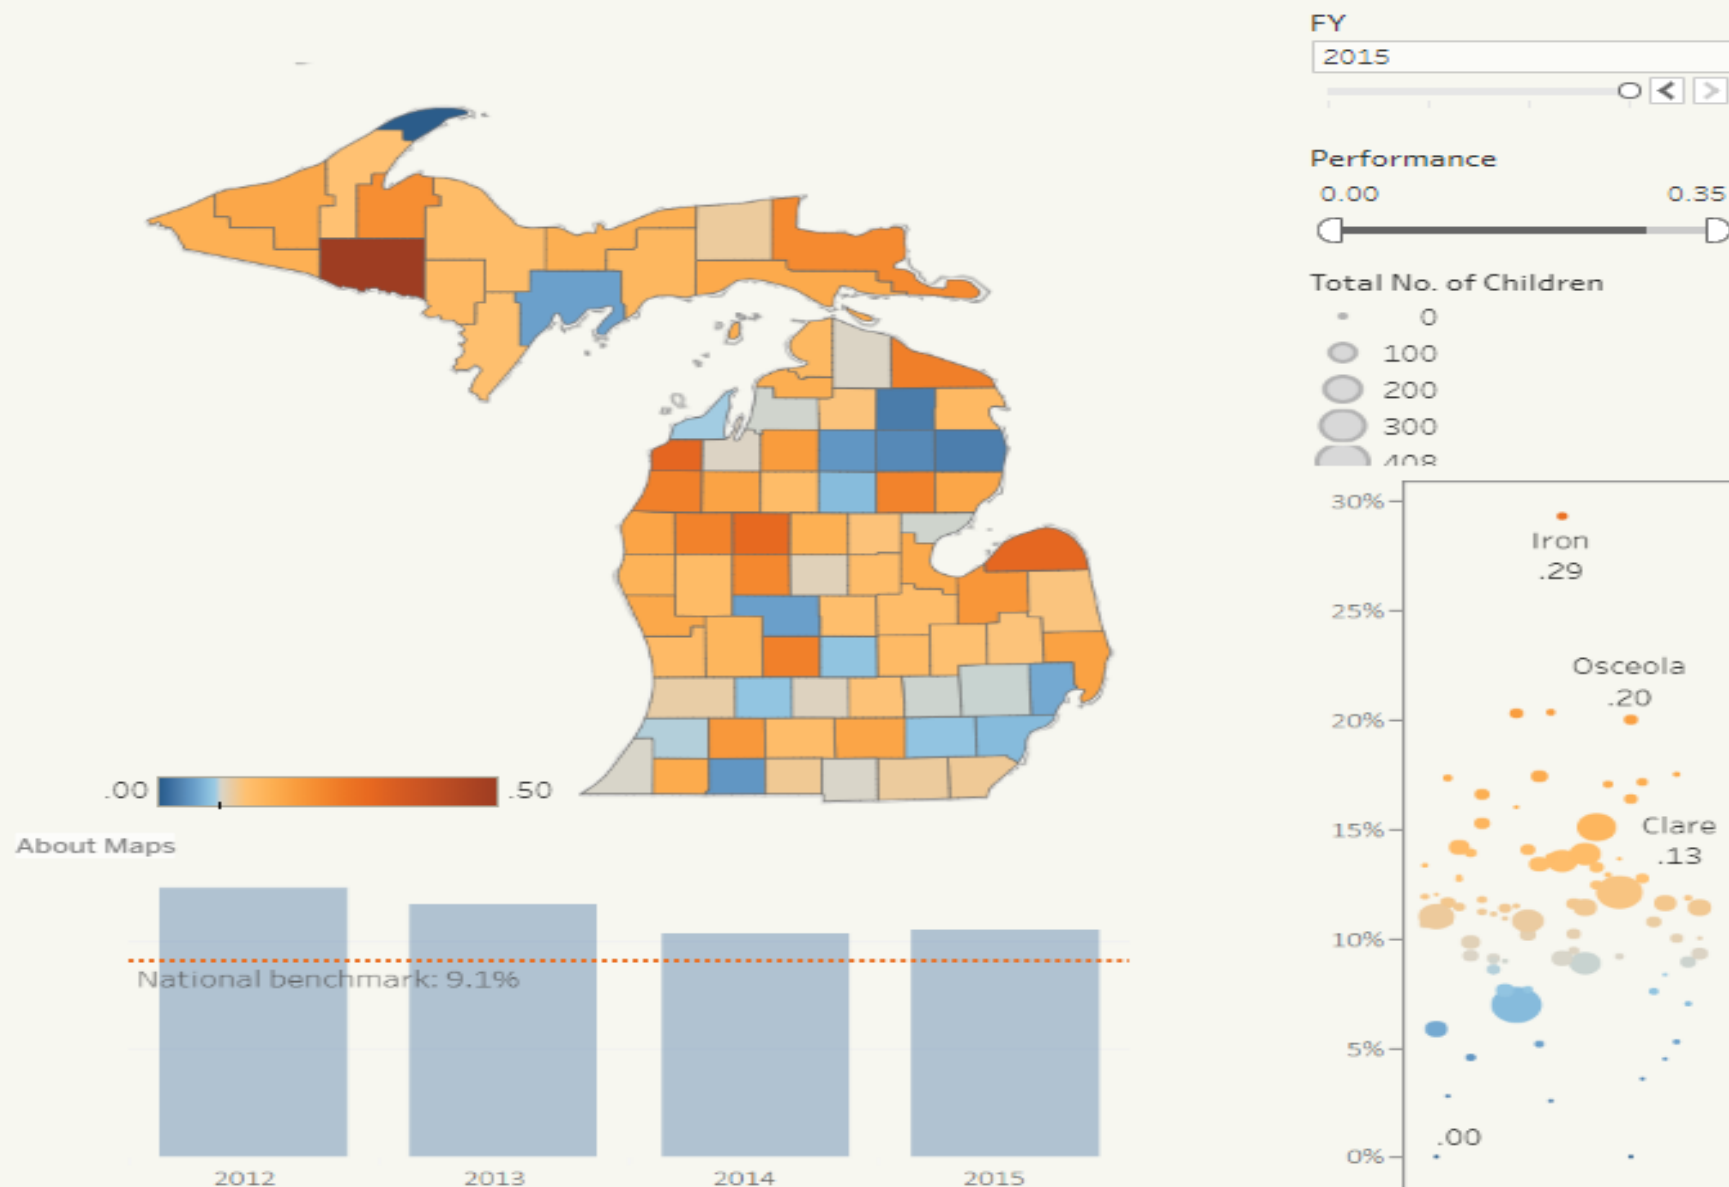 FY
2015
Performance
0.00 0.35
Total No. of Children
0
100
200
300
408
30%
Iron
.29
25%
Osceola
.20
20%
15%
Clare
.13
10%
5%
.00
0%
.00 .50
About Maps
National benchmark: 9.1%
2012 2013 2014 2015